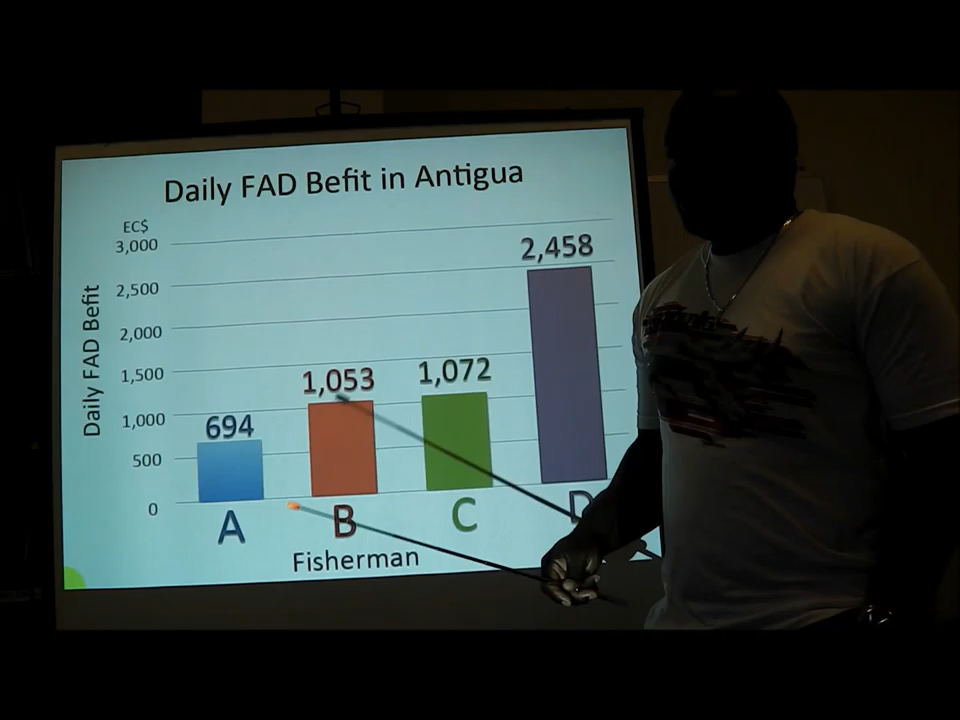 Daily FAD Befit in Antigua
EC$
3,000
2,500
2,000
1,500
1,000
500
0
Daily FAD Befit
694
1,053
1,072
2,458
A
B
C
D
Fisherman